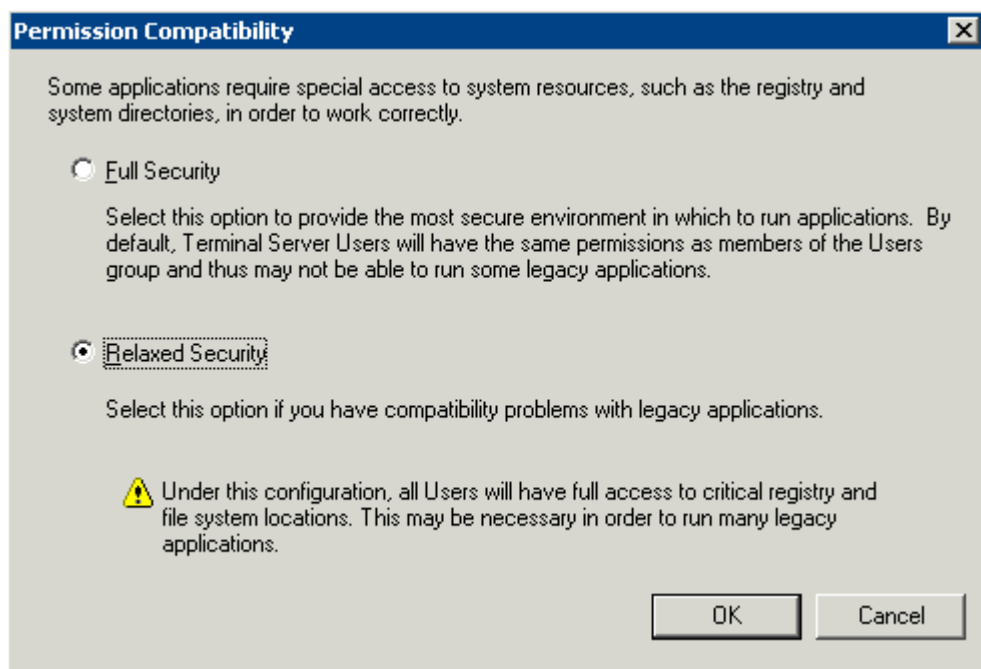 Permission Compatibility
Some applications require special access to system resources, such as the registry and
system directories, in order to work correctly.
Full Security
Select this option to provide the most secure environment in which to run applications. By
default, Terminal Server Users will have the same permissions as members of the Users
group and thus may not be able to run some legacy applications.
Relaxed Security
Select this option if you have compatibility problems with legacy applications.
Under this configuration, all Users will have full access to critical registry and
file system locations. This may be necessary in order to run many legacy
applications.
OK
Cancel